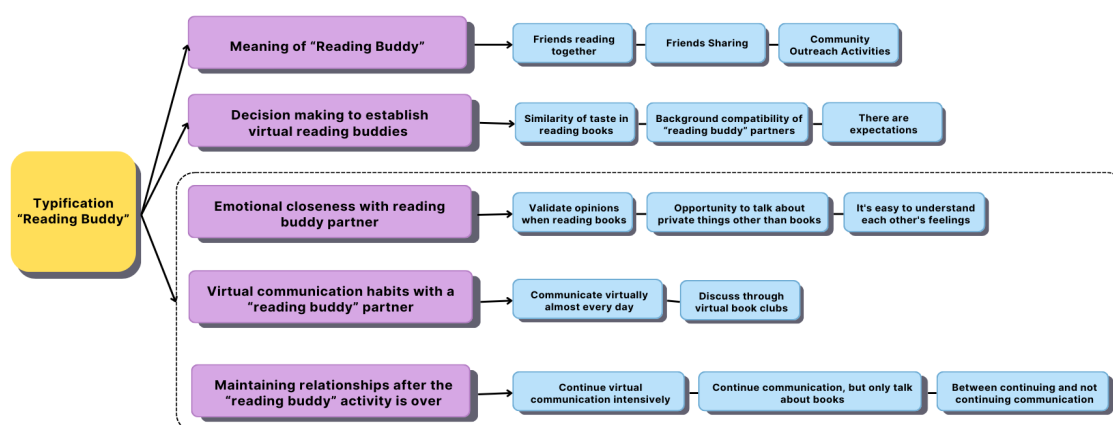 Typification
“Reading Buddy”
Meaning of “Reading Buddy”
Friends reading
together
Friends Sharing
Community
Outreach Activities
Decision making to establish
virtual reading buddies
Similarity of taste in
reading books
Background compatibility of
“reading buddy” partners
There are
expectations
Emotional closeness with reading
buddy partner
Validate opinions
when reading books
Opportunity to talk about
private things other than books
It's easy to understand
each other's feelings
Virtual communication habits with a
“reading buddy” partner
Communicate virtually
almost every day
Discuss through
virtual book clubs
Maintaining relationships after the
“reading buddy” activity is over
Continue virtual
communication intensively
Continue communication, but only talk
about books
Between continuing and not
continuing communication